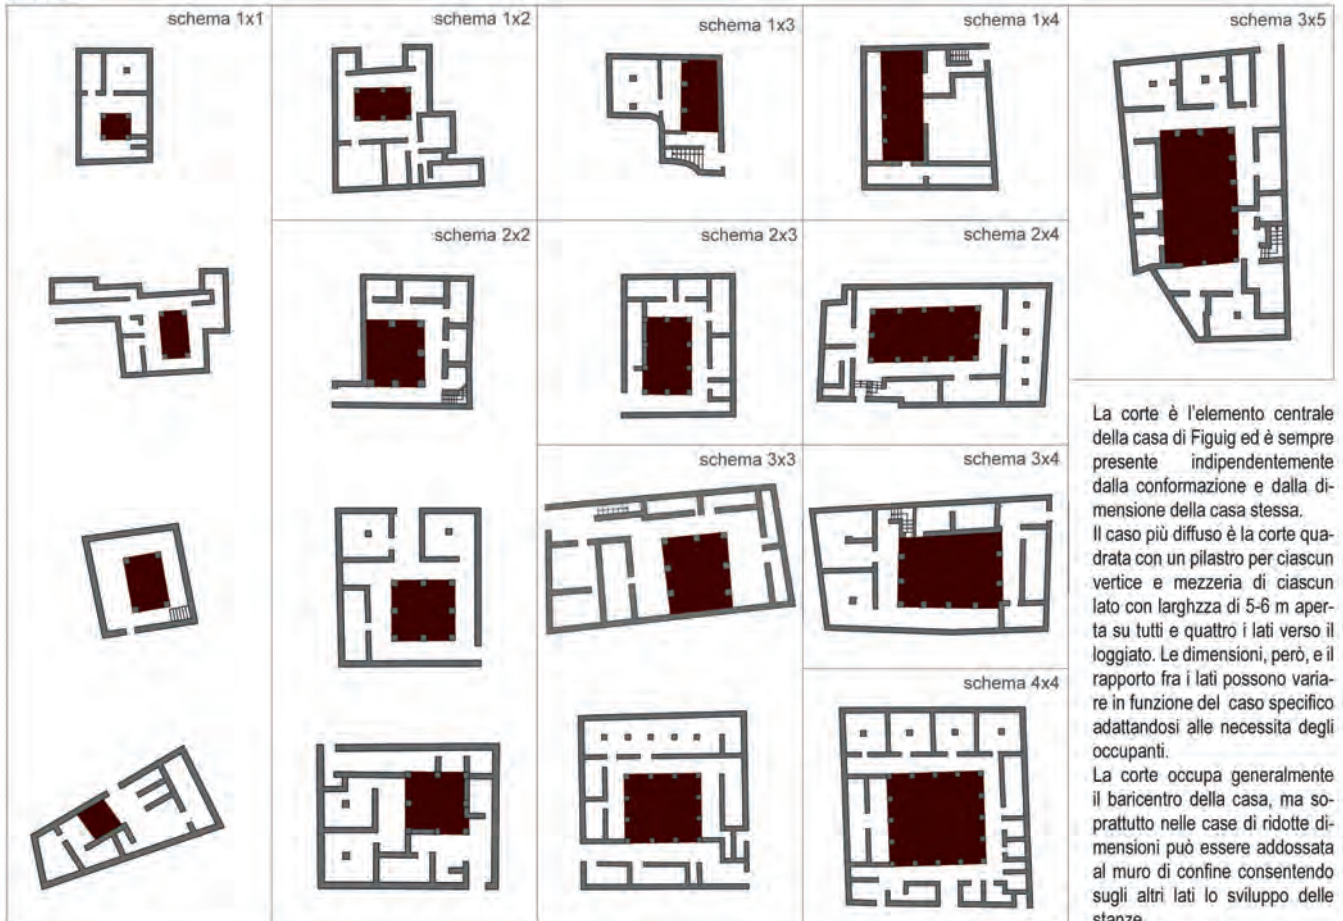 schema 1x1
schema 1x2
schema 1x3
schema 1x4
schema 3x5
schema 2x2
schema 2x3
schema 2x4
schema 3x3
schema 3x4
schema 4x4
La corte è l'elemento centrale
della casa di Figuig ed è sempre
presente indipendentemente
dalla conformazione e dalla di-
mensione della casa stessa.
Il caso più diffuso è la corte qua-
drata con un pilastro per ciascun
vertice e mezzeria di ciascun
lato con larghzza di 5-6 m aper-
ta su tutti e quattro i lati verso il
loggiato. Le dimensioni, però, e il
rapporto fra i lati possono varia-
re in funzione del caso specifico
adattandosi alle necessita degli
occupanti.
La corte occupa generalmente
il baricentro della casa, ma so-
prattutto nelle case di ridotte di-
mensioni può essere addossata
al muro di confine consentendo
sugli altri lati lo sviluppo delle
stanze